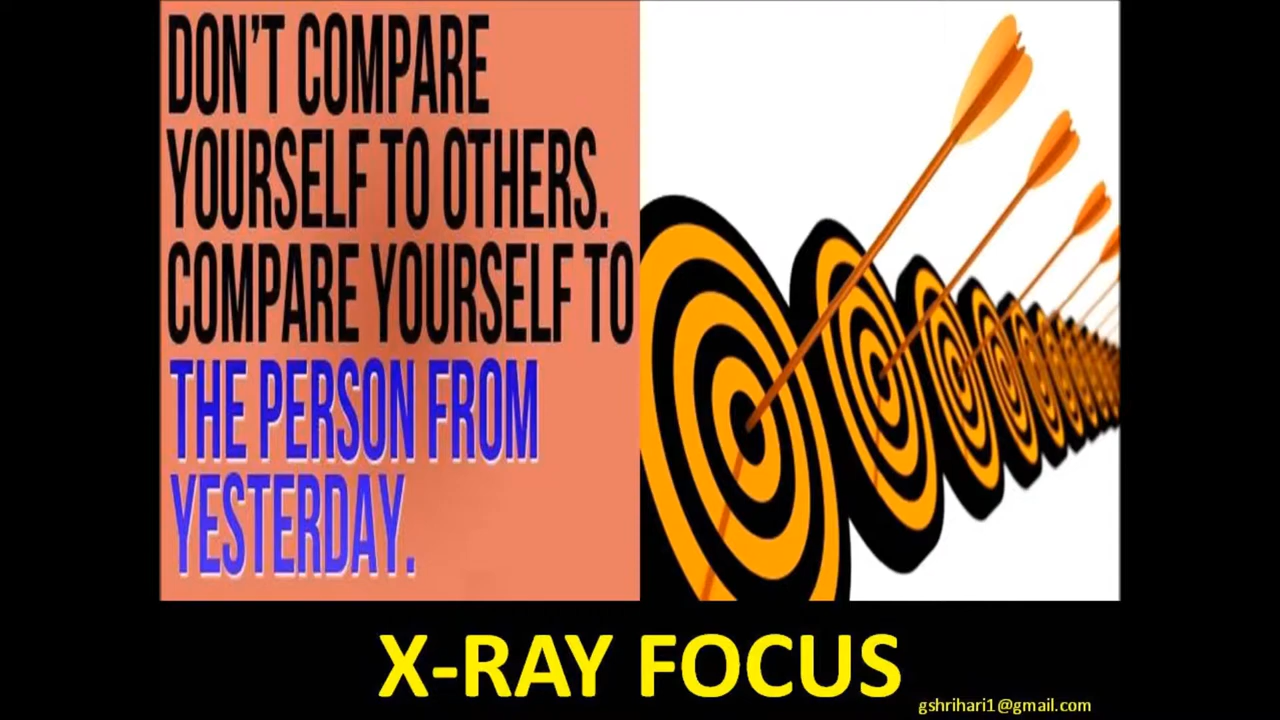 DON'T COMPARE
YOURSELF TO OTHERS.
COMPARE YOURSELF TO
THE PERSON FROM
YESTERDAY.
X-RAY FOCUS
gshrihari1@gmail.com